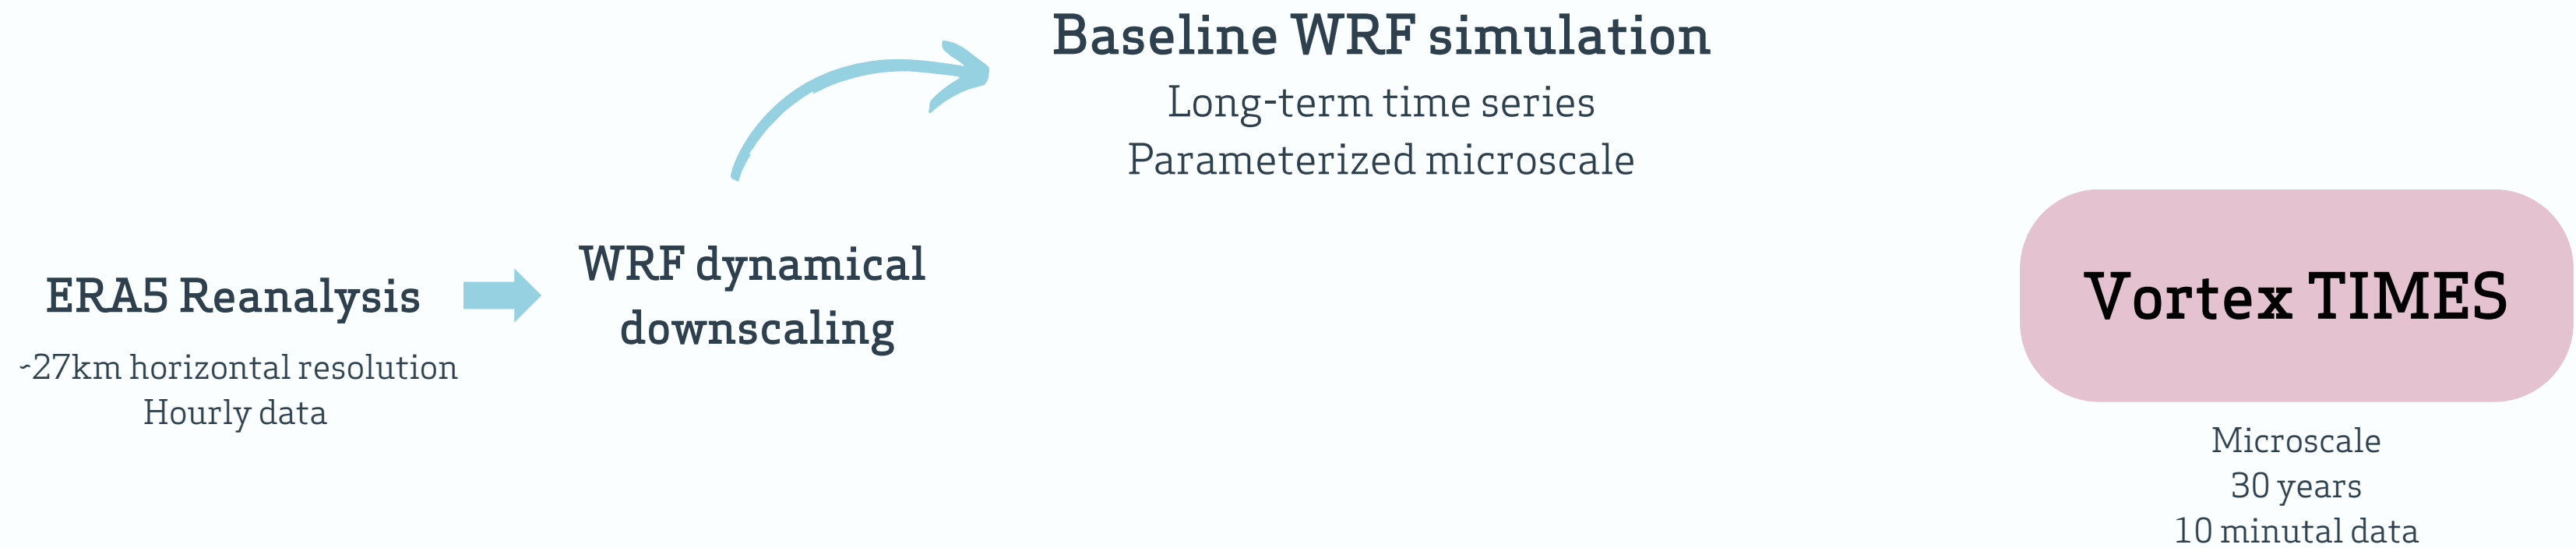 Baseline WRF simulation
Long-term time series
Parameterized microscale
ERA5 Reanalysis
~27km horizontal resolution
Hourly data
WRF dynamical
downscaling
Vortex TIMES
Microscale
30 years
10 minutal data